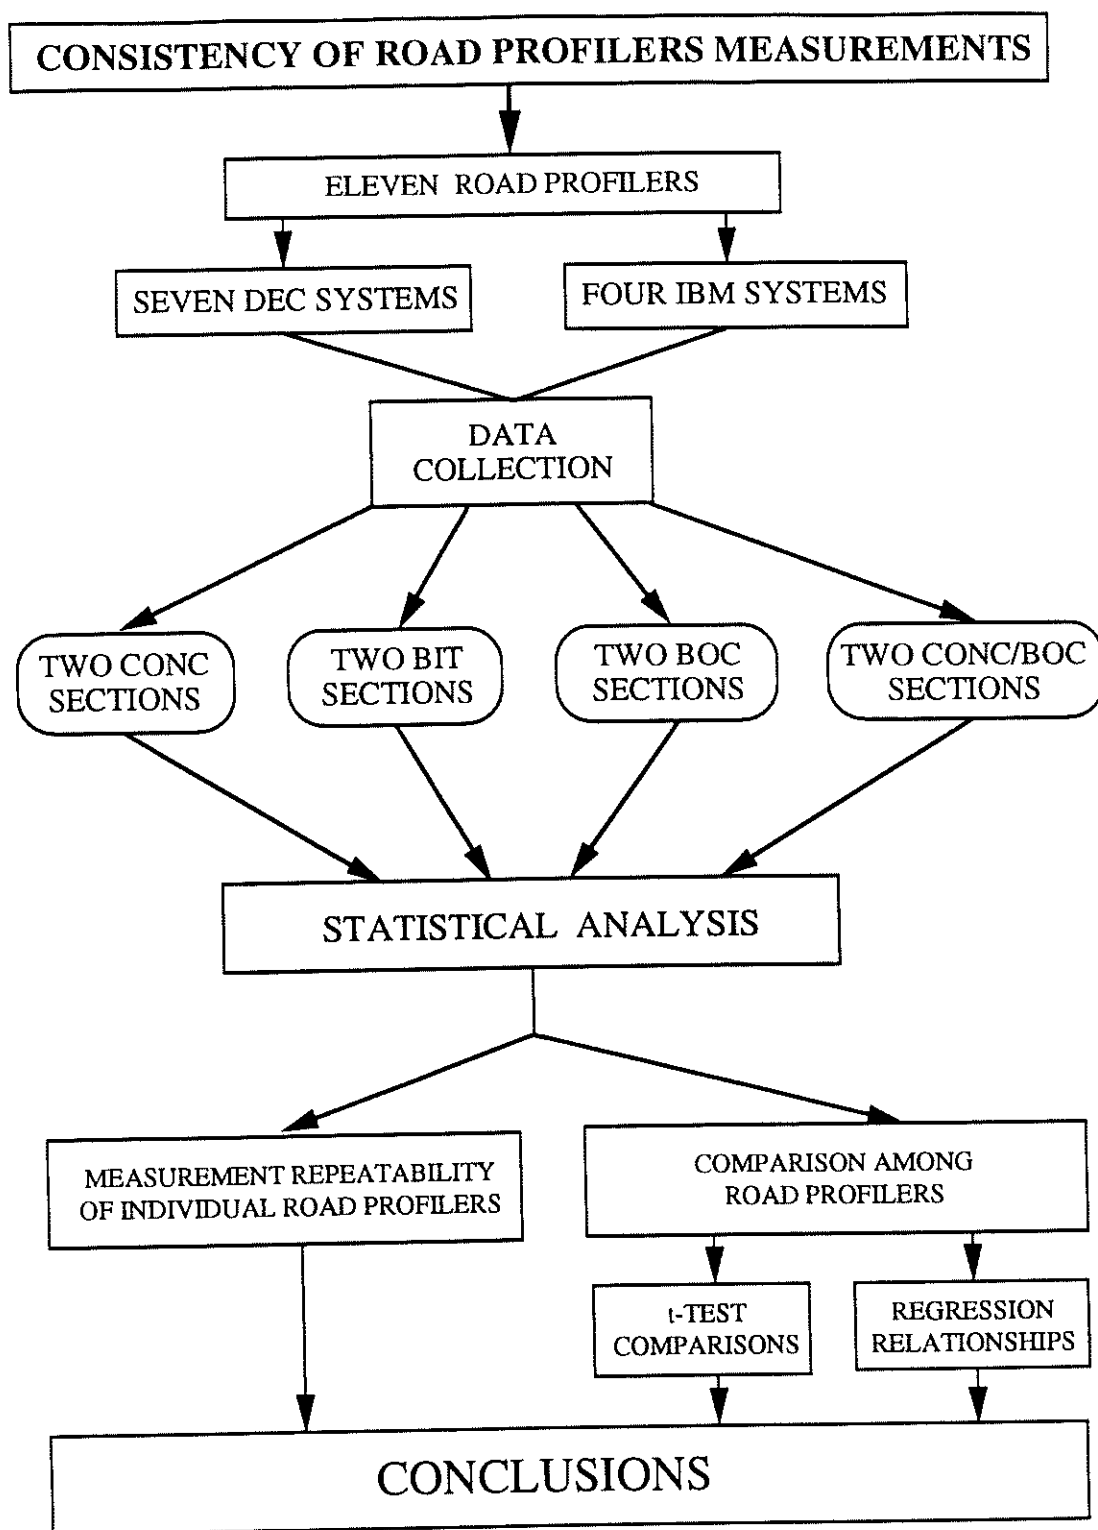 CONSISTENCY OF ROAD PROFILERS MEASUREMENTS
ELEVEN ROAD PROFILERS
SEVEN DEC SYSTEMS
FOUR IBM SYSTEMS
DATA
COLLECTION
TWO CONC
SECTIONS
TWO BIT
SECTIONS
TWO BOC
SECTIONS
TWO CONC/BOC
SECTIONS
STATISTICAL ANALYSIS
MEASUREMENT REPEATABILITY
OF INDIVIDUAL ROAD PROFILERS
COMPARISON AMONG
ROAD PROFILERS
t-TEST
COMPARISONS
REGRESSION
RELATIONSHIPS
CONCLUSIONS